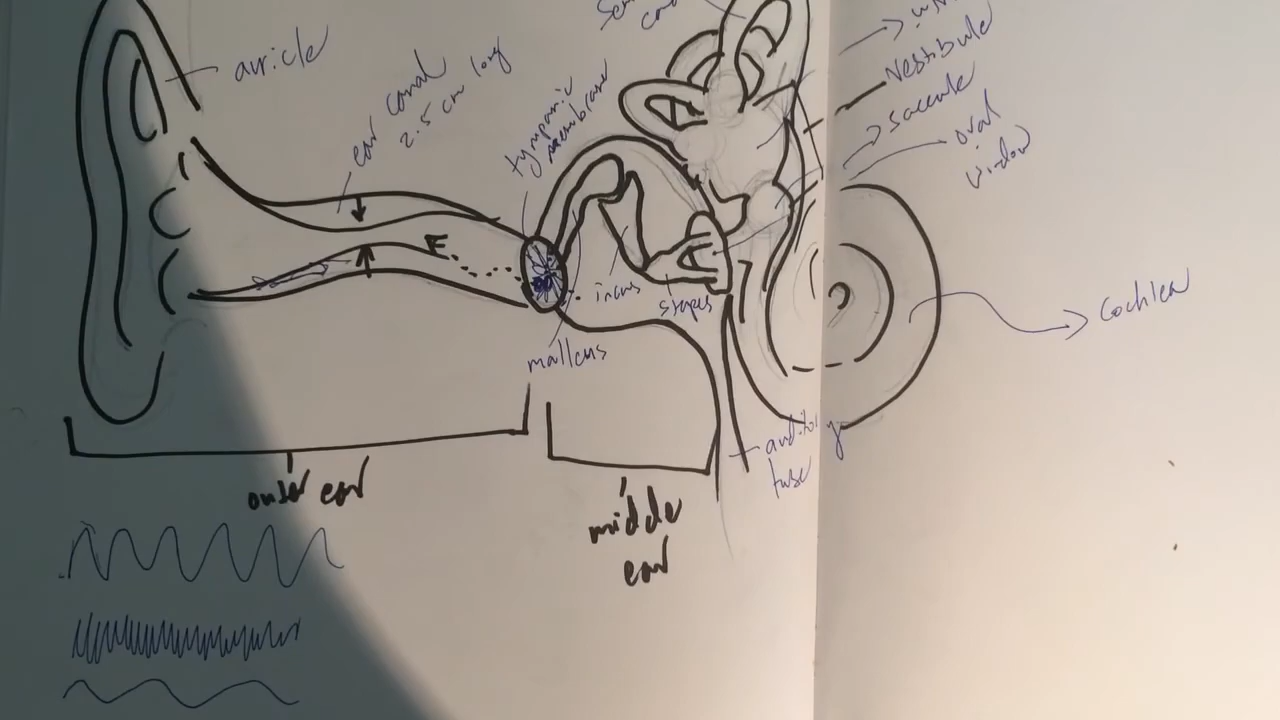 auricle
ear canal
2.5 cm long
tympanic
membrane
Vestibule
saccule
oval
window
incus
stapes
malleus
cochlea
auditory
tube
outer ear
middle
ear